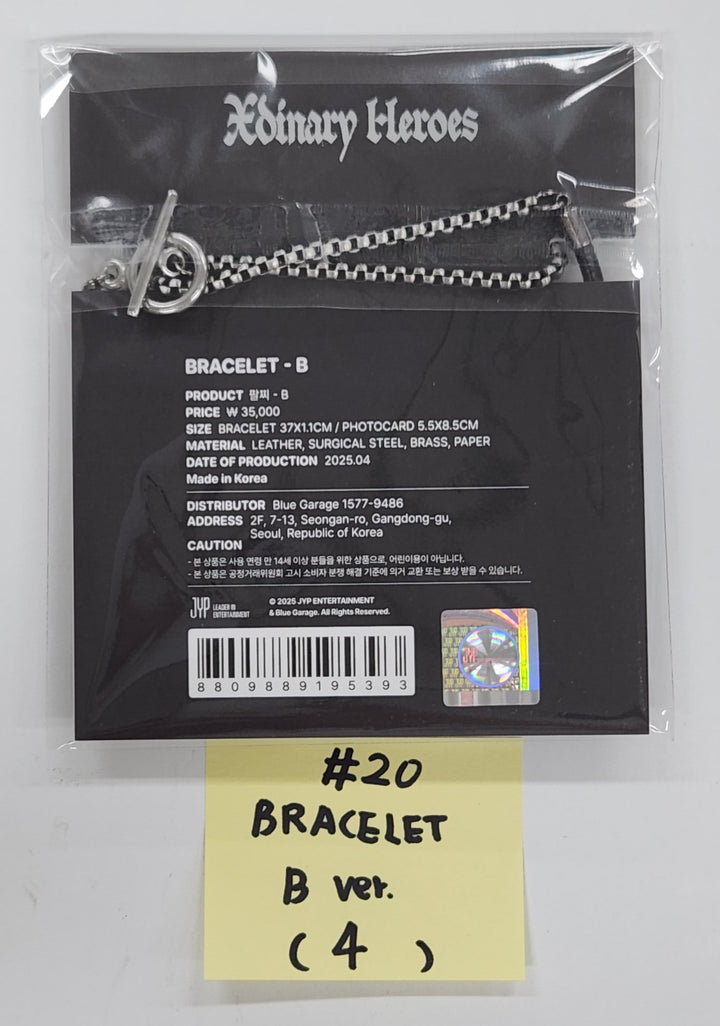 Xdinary Heroes
BRACELET - B
PRODUCT 팔찌 - B
PRICE ₩ 35,000
SIZE BRACELET 37X1.1CM / PHOTOCARD 5.5X8.5CM
MATERIAL LEATHER, SURGICAL STEEL, BRASS, PAPER
DATE OF PRODUCTION 2025.04
Made in Korea
DISTRIBUTOR Blue Garage 1577-9486
ADDRESS 2F, 7-13, Seongan-ro, Gangdong-gu,
Seoul, Republic of Korea
CAUTION
- 본 상품은 사용 연령 만 14세 이상 분들을 위한 상품으로, 어린이용이 아닙니다.
- 본 상품은 공정거래위원회 고시 소비자 분쟁 해결 기준에 의거 교환 또는 보상 받을 수 있습니다.
JYP LEADER IN
ENTERTAINMENT
© 2025 JYP ENTERTAINMENT
& Blue Garage. All Rights Reserved.
8809889195393
JYP
#20
BRACELET
B ver.
( 4 )